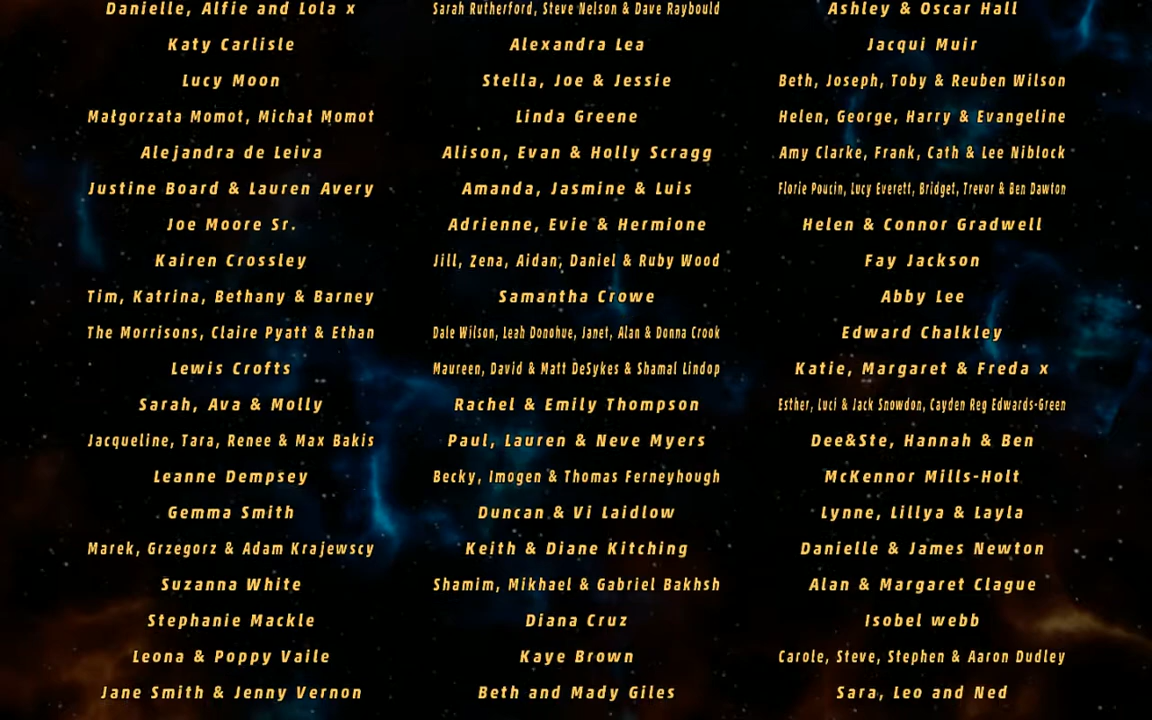 Danielle, Alfie and Lola x
Katy Carlisle
Lucy Moon
Małgorzata Momot, Michał Momot
Alejandra de Leiva
Justine Board & Lauren Avery
Joe Moore Sr.
Kairen Crossley
Tim, Katrina, Bethany & Barney
The Morrisons, Claire Pyatt & Ethan
Lewis Crofts
Sarah, Ava & Molly
Jacqueline, Tara, Renee & Max Bakis
Leanne Dempsey
Gemma Smith
Marek, Grzegorz & Adam Krajewscy
Suzanna White
Stephanie Mackle
Leona & Poppy Vaile
Jane Smith & Jenny Vernon
Sarah Rutherford, Steve Nelson & Dave Raybould
Alexandra Lea
Stella, Joe & Jessie
Linda Greene
Alison, Evan & Holly Scragg
Amanda, Jasmine & Luis
Adrienne, Evie & Hermione
Jill, Zena, Aidan, Daniel & Ruby Wood
Samantha Crowe
Dale Wilson, Leah Donohue, Janet, Alan & Donna Crook
Maureen, David & Matt DeSykes & Shamal Lindop
Rachel & Emily Thompson
Paul, Lauren & Neve Myers
Becky, Imogen & Thomas Ferneyhough
Duncan & Vi Laidlow
Keith & Diane Kitching
Shamim, Mikhael & Gabriel Bakhsh
Diana Cruz
Kaye Brown
Beth and Mady Giles
Ashley & Oscar Hall
Jacqui Muir
Beth, Joseph, Toby & Reuben Wilson
Helen, George, Harry & Evangeline
Amy Clarke, Frank, Cath & Lee Niblock
Florie Poucin, Lucy Everett, Bridget, Trevor & Ben Dawton
Helen & Connor Gradwell
Fay Jackson
Abby Lee
Edward Chalkley
Katie, Margaret & Freda x
Esther, Luci & Jack Snowdon, Cayden Reg Edwards-Green
Dee&Ste, Hannah & Ben
McKennor Mills-Holt
Lynne, Lillya & Layla
Danielle & James Newton
Alan & Margaret Clague
Isobel webb
Carole, Steve, Stephen & Aaron Dudley
Sara, Leo and Ned